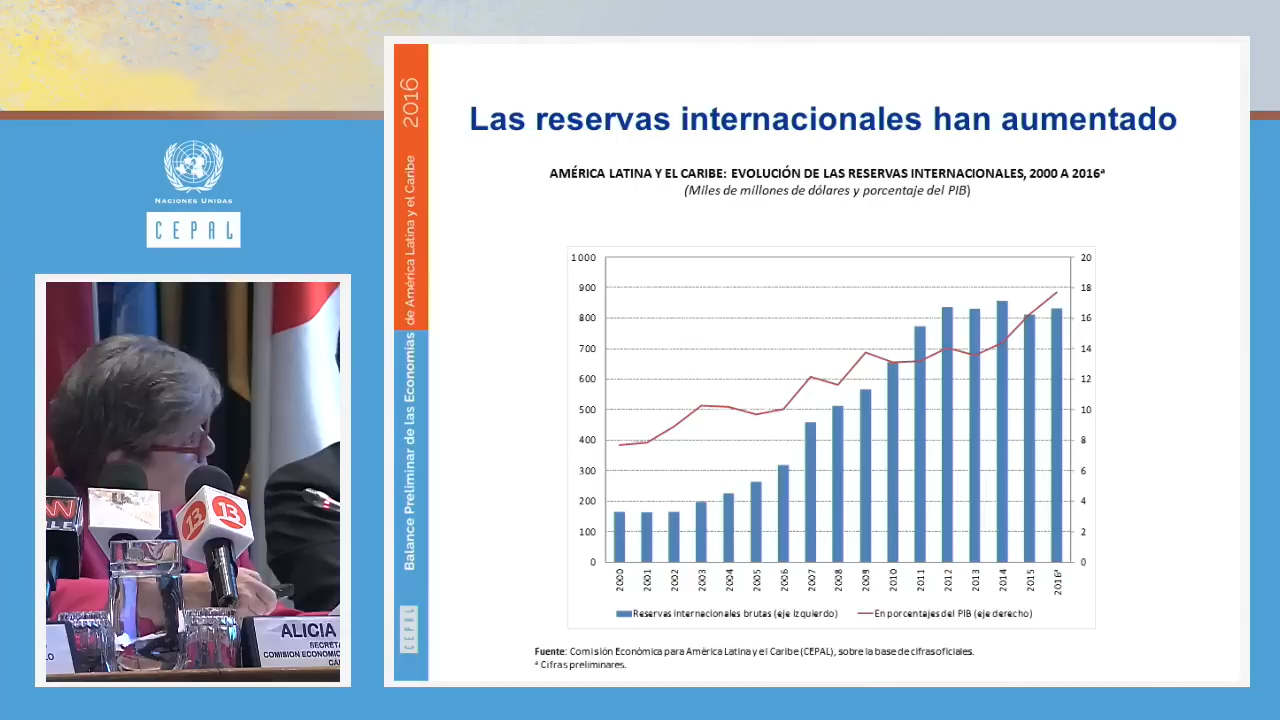 NACIONES UNIDAS
CEPAL
2016
Balance Preliminar de las Economías de América Latina y el Caribe
CEPAL
Las reservas internacionales han aumentado
AMÉRICA LATINA Y EL CARIBE: EVOLUCIÓN DE LAS RESERVAS INTERNACIONALES, 2000 A 2016ª
(Miles de millones de dólares y porcentaje del PIB)
1 000
900
800
700
600
500
400
300
200
100
0
20
18
16
14
12
10
8
6
4
2
0
2000
2001
2002
2003
2004
2005
2006
2007
2008
2009
2010
2011
2012
2013
2014
2015
2016ª
Reservas internacionales brutas (eje izquierdo)
En porcentajes del PIB (eje derecho)
Fuente: Comisión Económica para América Latina y el Caribe (CEPAL), sobre la base de cifras oficiales.
ª Cifras preliminares.
13
13
ALICIA
SECRETA
COMISION ECONOMIC